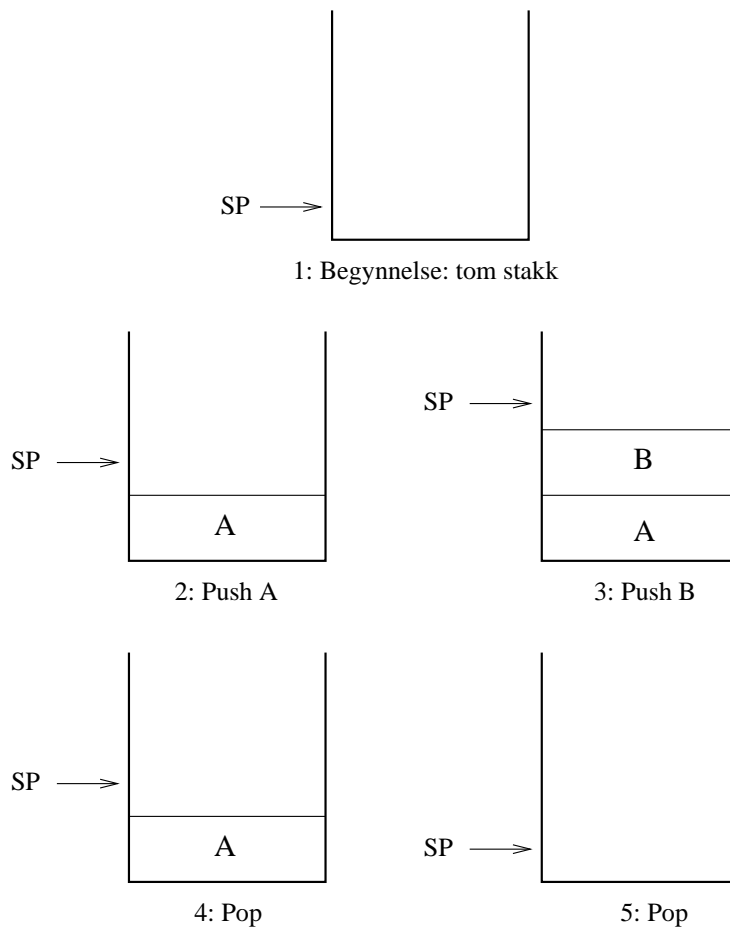 SP
1: Begynnelse: tom stakk
SP
A
2: Push A
SP
B
A
3: Push B
SP
A
4: Pop
SP
5: Pop